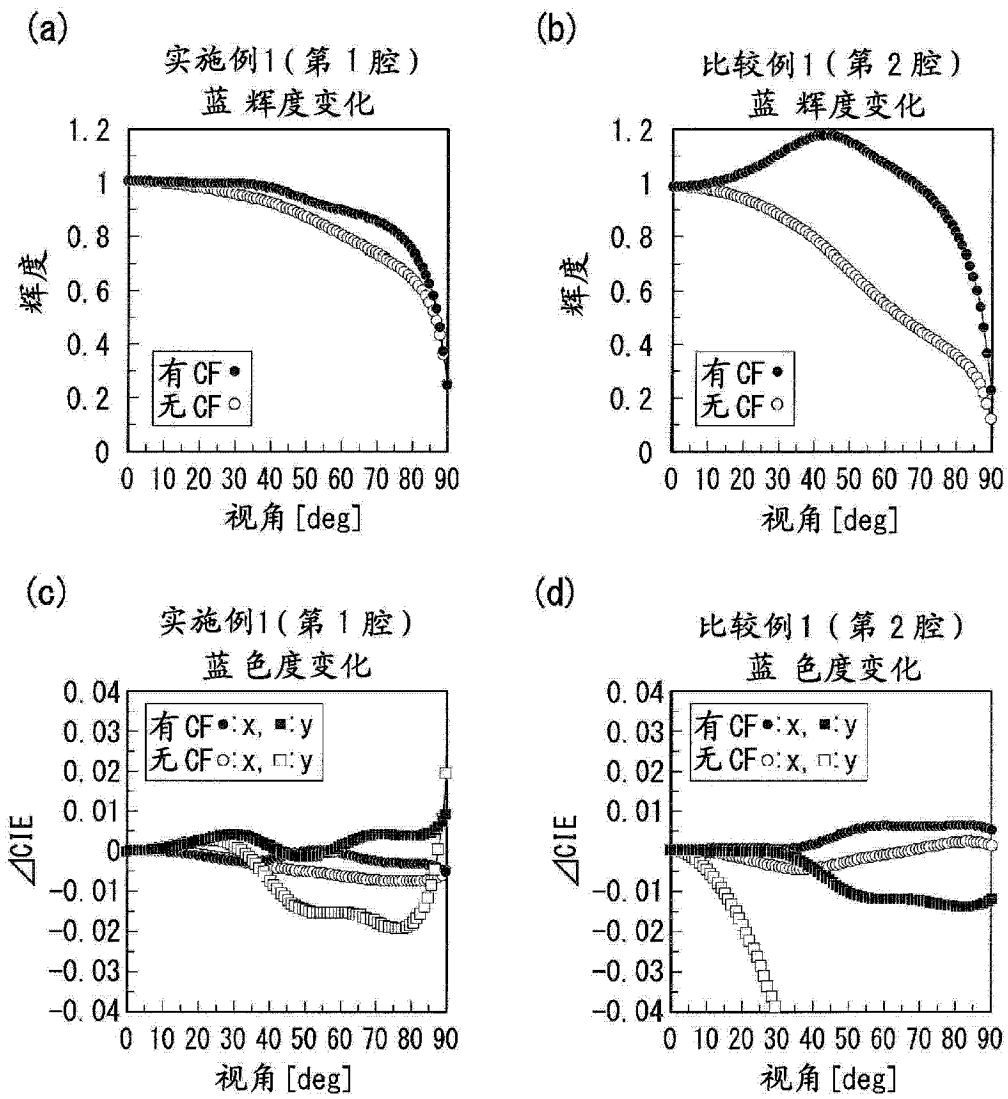 (a)
实施例1(第1腔)
蓝 辉度变化
1.2
1
0.8
0.6
0.4
0.2
0
辉度
有CF●
无CF○
0 10 20 30 40 50 60 70 80 90
视角[deg]
(b)
比较例1(第2腔)
蓝 辉度变化
1.2
1
0.8
0.6
0.4
0.2
0
辉度
有CF●
无CF○
0 10 20 30 40 50 60 70 80 90
视角[deg]
(c)
实施例1(第1腔)
蓝 色度变化
0.04
0.03
0.02
0.01
0
-0.01
-0.02
-0.03
-0.04
⊿CIE
有CF●:x, ■:y
无CF○:x, □:y
0 10 20 30 40 50 60 70 80 90
视角[deg]
(d)
比较例1(第2腔)
蓝 色度变化
0.04
0.03
0.02
0.01
0
-0.01
-0.02
-0.03
-0.04
⊿CIE
有CF●:x, ■:y
无CF○:x, □:y
0 10 20 30 40 50 60 70 80 90
视角[deg]